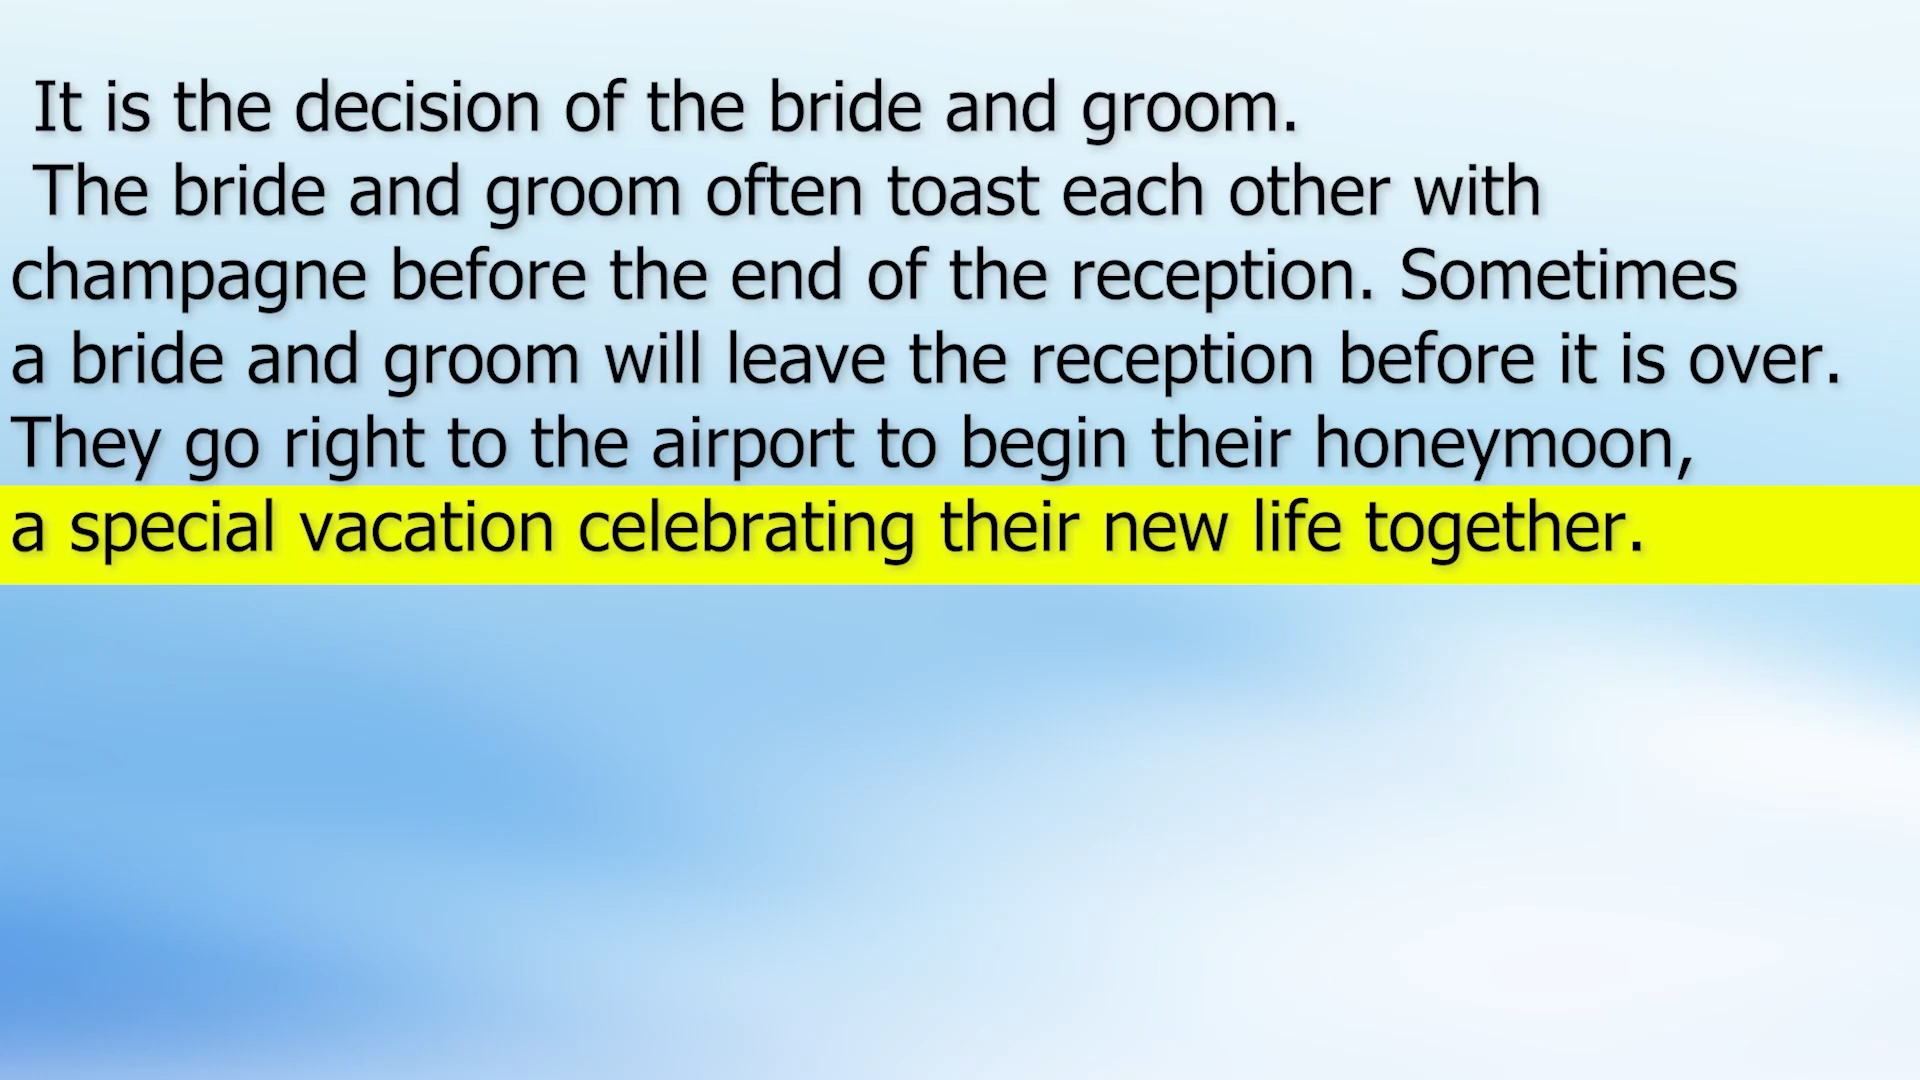 It is the decision of the bride and groom.
The bride and groom often toast each other with
champagne before the end of the reception. Sometimes
a bride and groom will leave the reception before it is over.
They go right to the airport to begin their honeymoon,
a special vacation celebrating their new life together.